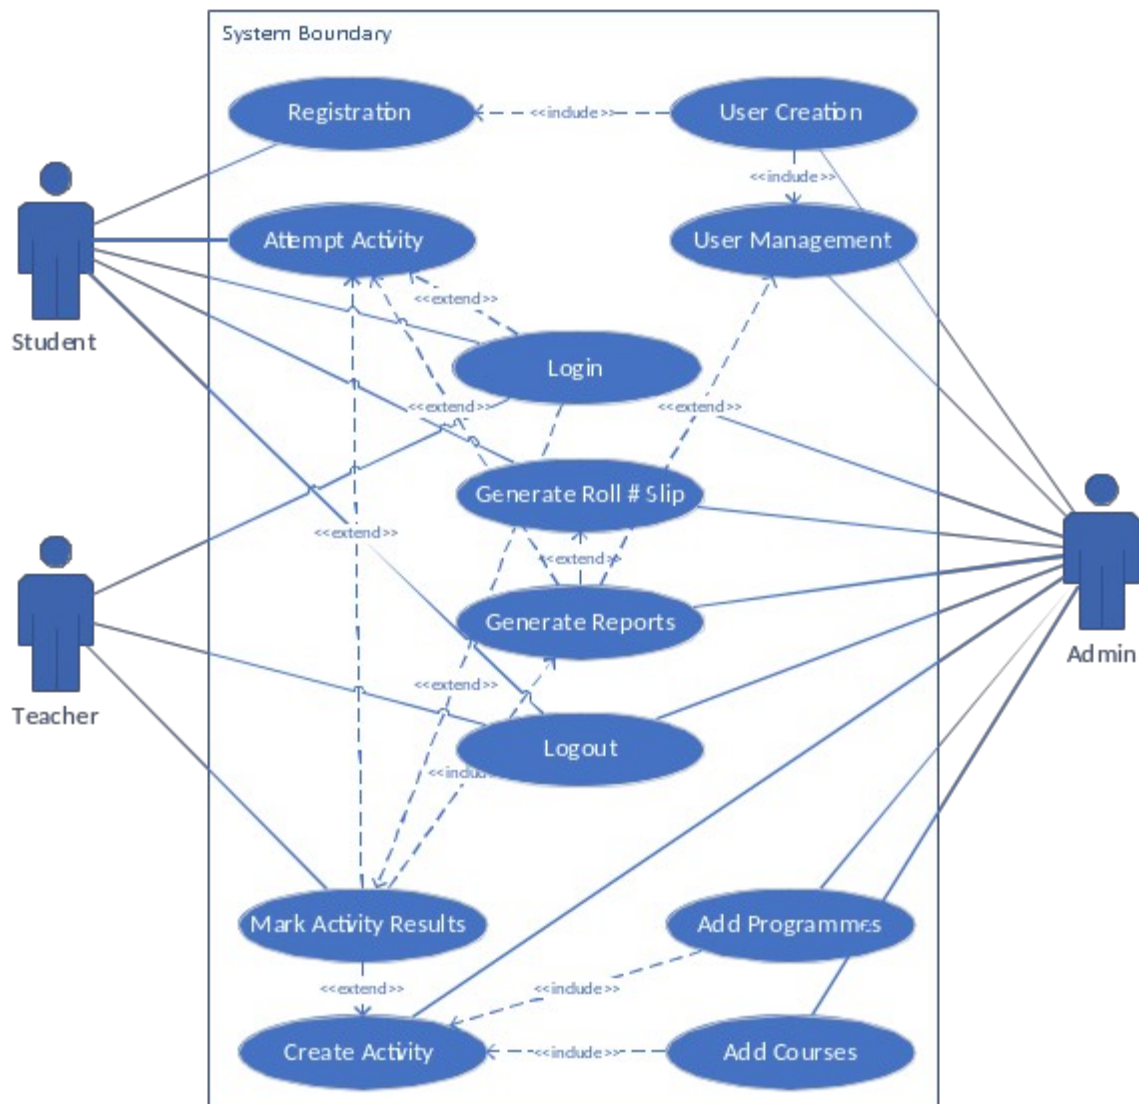 System Boundary
Registration
<<include>>
User Creation
<<include>>
Attempt Activity
User Management
Student
<<extend>>
Login
<<extend>>
<<extend>>
Generate Roll # Slip
<<extend>>
<<extend>>
Generate Reports
Admin
<<extend>>
Teacher
Logout
<<include>>
Mark Activity Results
Add Programmes
<<extend>>
<<include>>
Create Activity
<<include>>
Add Courses